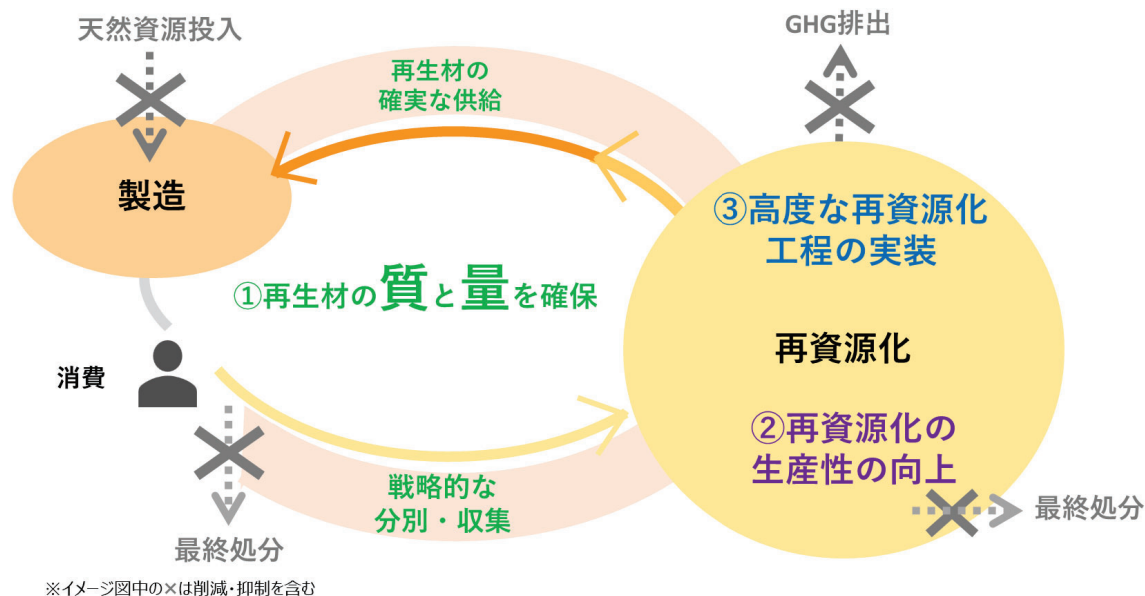 天然資源投入
GHG排出
再生材の
確実な供給
製造
③高度な再資源化
工程の実装
①再生材の質と量を確保
再資源化
消費
②再資源化の
生産性の向上
戦略的な
分別・収集
最終処分
最終処分
※イメージ図中の×は削減・抑制を含む